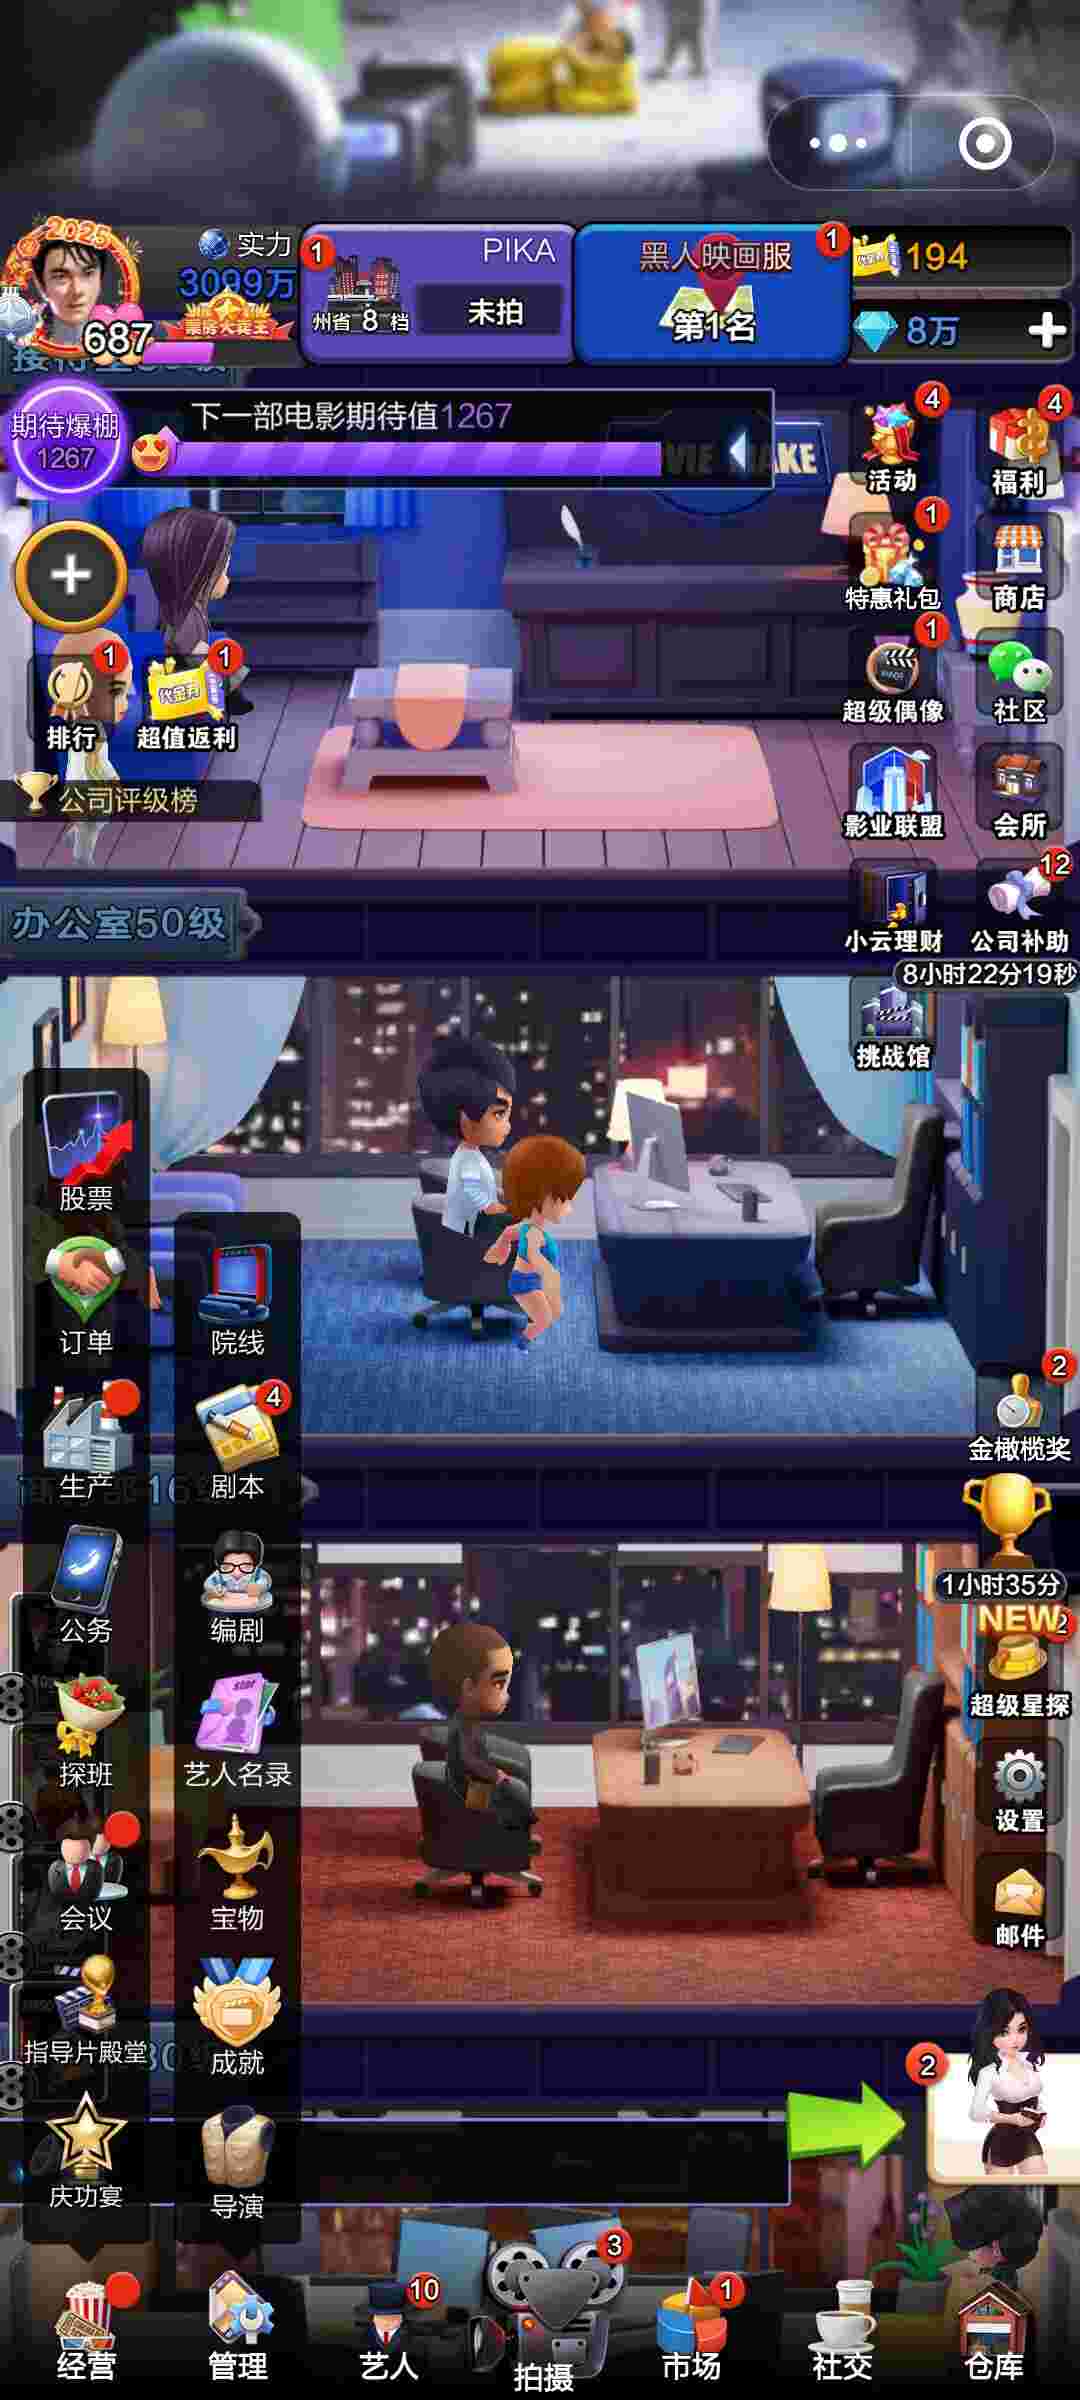 2025
实力
3099万
票房大卖王
687
1
PIKA
州省 8 档
未拍
1
黑人映画服
第1名
代金券
194
8万
期待爆棚
1267
下一部电影期待值1267
4
活动
4
福利
1
特惠礼包
商店
1
超级偶像
社区
1
排行
代金券
1
超值返利
公司评级榜
影业联盟
会所
小云理财
12
公司补助
8小时22分19秒
办公室50级
挑战馆
股票
订单
院线
生产
4
剧本
2
金橄榄奖
1小时35分
NEW
2
超级星探
公务
编剧
探班
star
艺人名录
设置
会议
宝物
邮件
指导片殿堂
成就
2
庆功宴
导演
经营
管理
10
艺人
3
拍摄
1
市场
社交
仓库